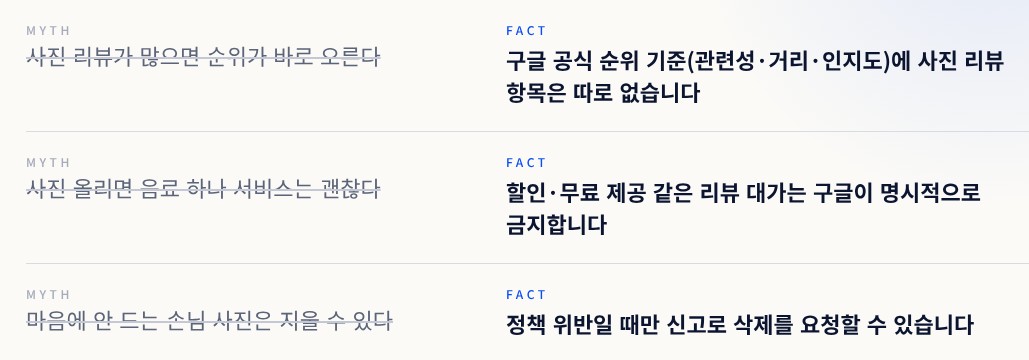 MYTH
사진 리뷰가 많으면 순위가 바로 오른다
FACT
구글 공식 순위 기준(관련성·거리·인지도)에 사진 리뷰
항목은 따로 없습니다
MYTH
사진 올리면 음료 하나 서비스는 괜찮다
FACT
할인·무료 제공 같은 리뷰 대가는 구글이 명시적으로
금지합니다
MYTH
마음에 안 드는 손님 사진은 지울 수 있다
FACT
정책 위반일 때만 신고로 삭제를 요청할 수 있습니다